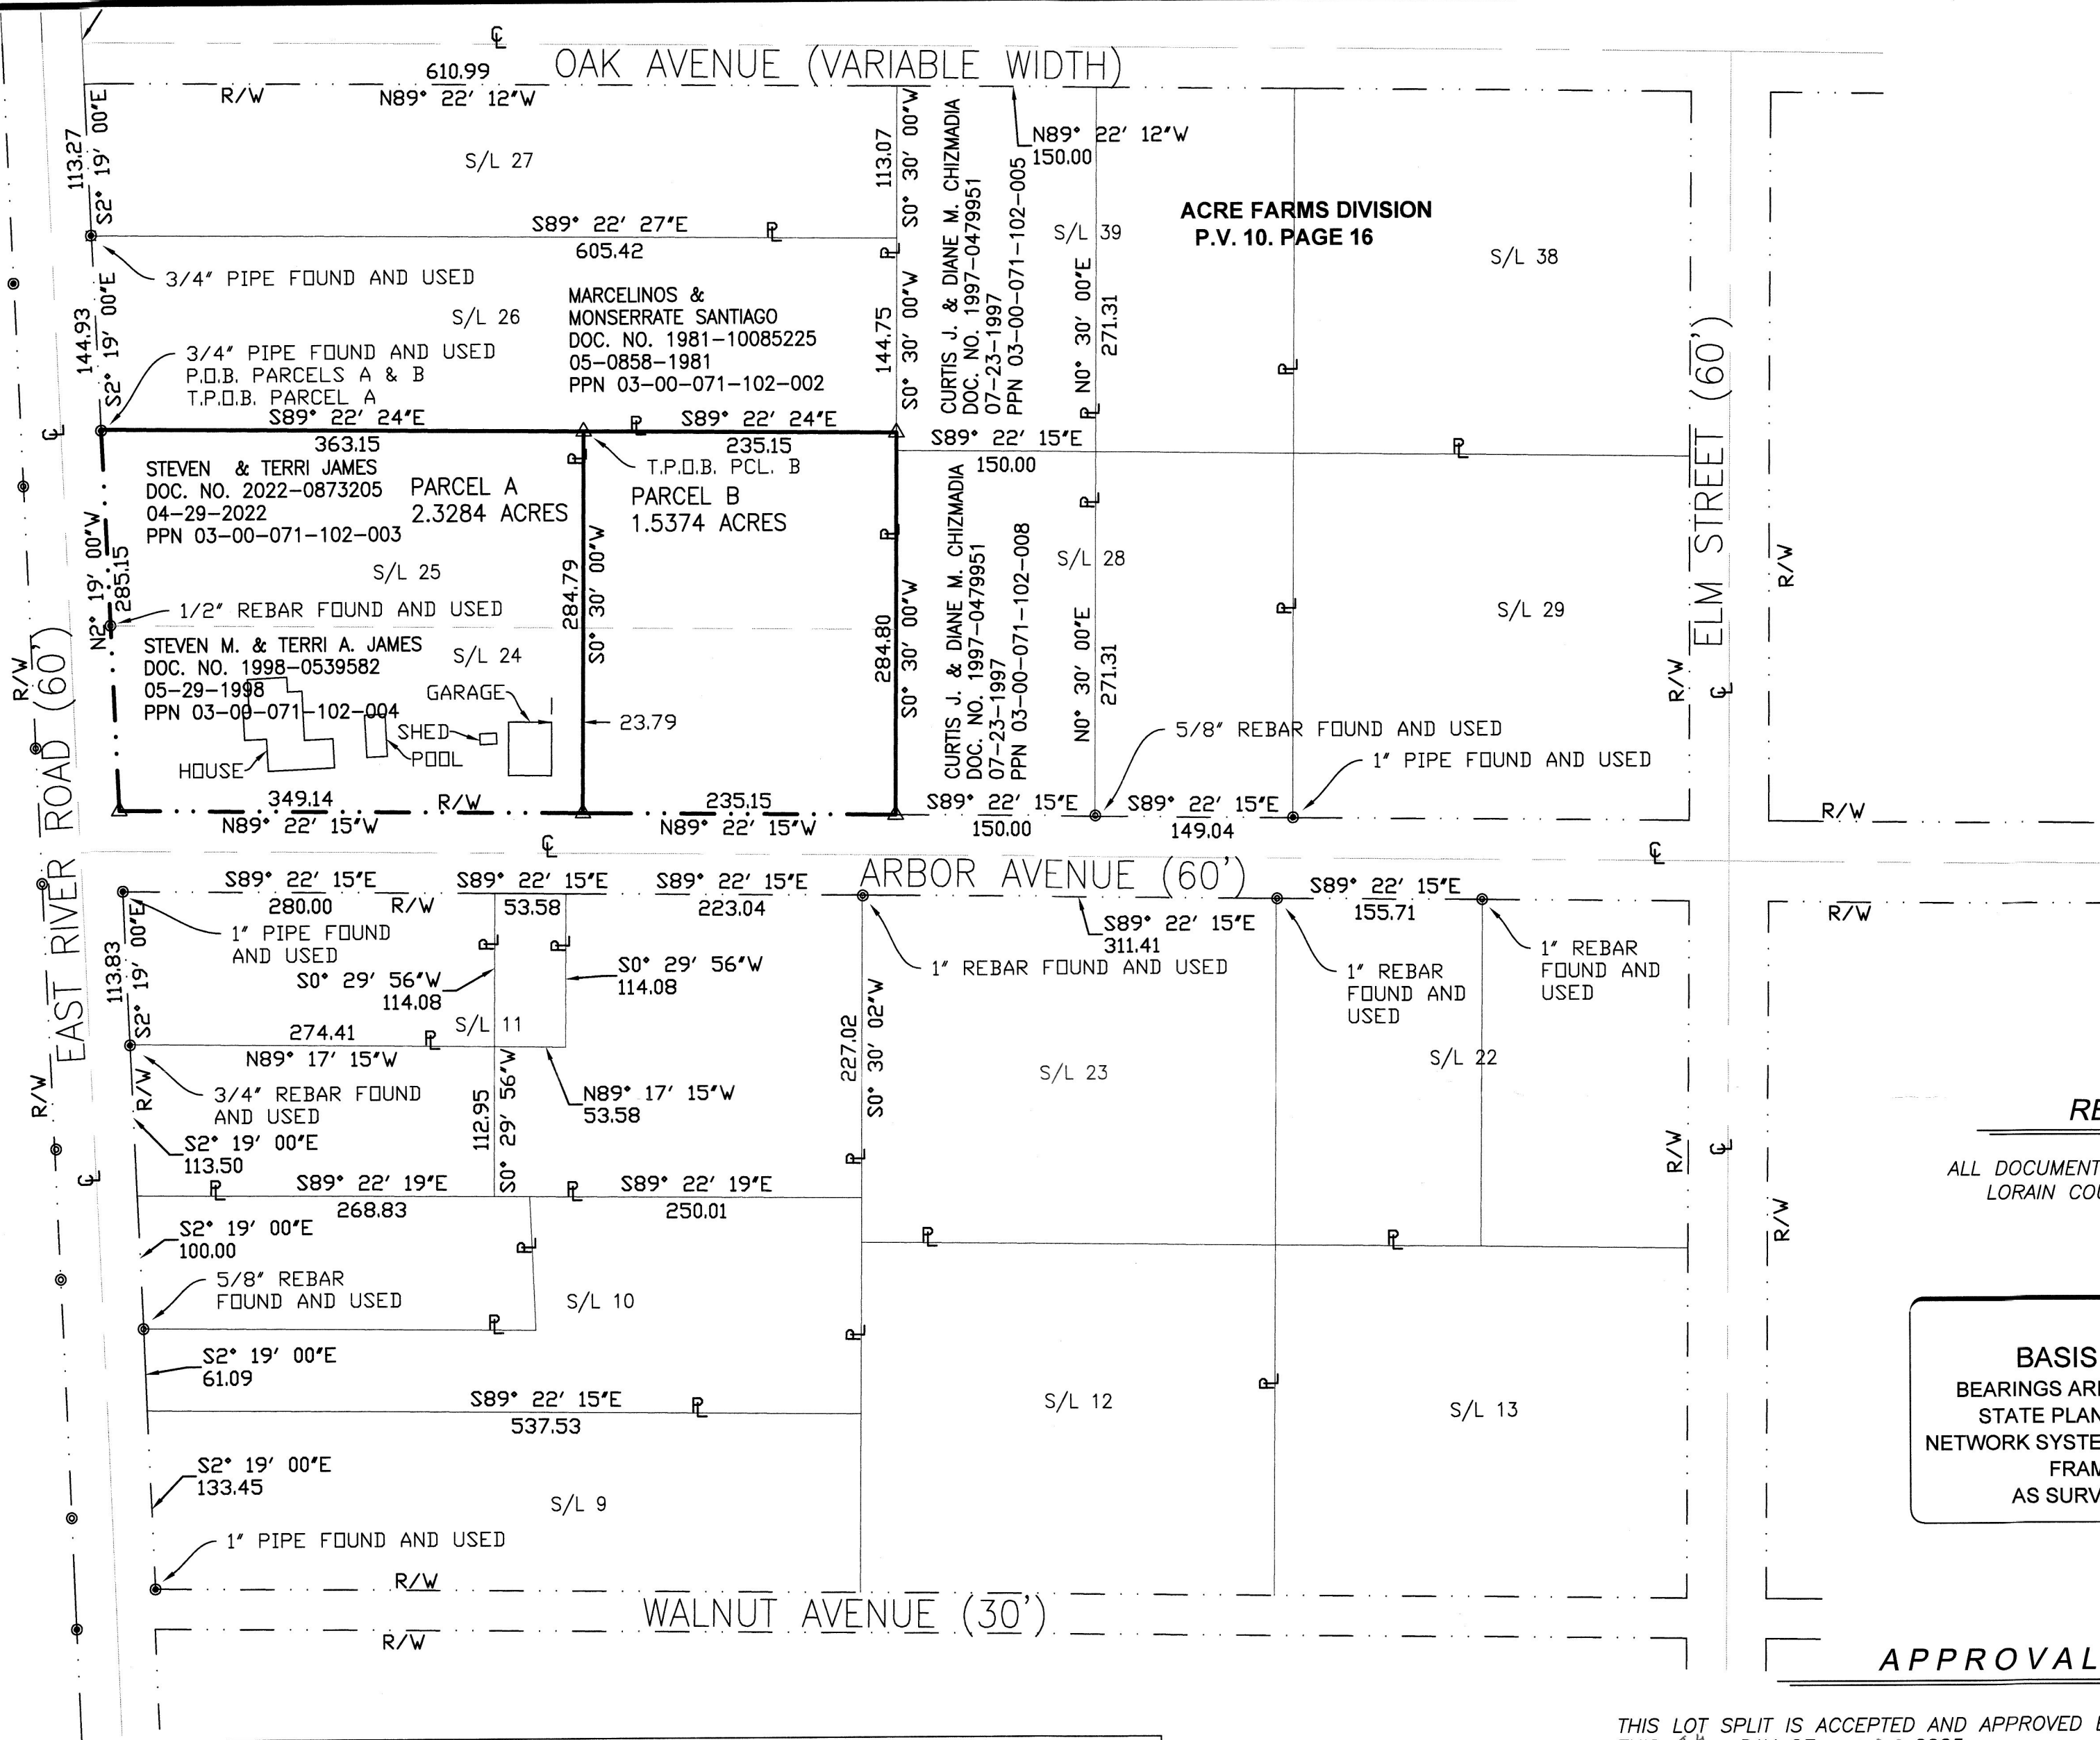 OAK AVENUE (VARIABLE WIDTH)
610.99
R/W
N89° 22' 12"W
113.27
S2° 19' 00"E
S/L 27
113.07
S0° 30' 00"W
N89° 22' 12"W
150.00
CURTIS J. & DIANE M. CHIZMADIA
DOC. NO. 1997-0479951
07-23-1997
PPN 03-00-071-102-005
ACRE FARMS DIVISION
P.V. 10. PAGE 16
S/L 39
S/L 38
S89° 22' 27"E
605.42
3/4" PIPE FOUND AND USED
144.93
S2° 19' 00"E
S/L 26
MARCELINOS &
MONSERRATE SANTIAGO
DOC. NO. 1981-10085225
05-0858-1981
PPN 03-00-071-102-002
144.75
S0° 30' 00"W
N0° 30' 00"E
271.31
3/4" PIPE FOUND AND USED
P.O.B. PARCELS A & B
T.P.O.B. PARCEL A
S89° 22' 24"E
363.15
S89° 22' 24"E
235.15
S89° 22' 15"E
150.00
ELM STREET (60')
STEVEN & TERRI JAMES
DOC. NO. 2022-0873205
04-29-2022
PPN 03-00-071-102-003
PARCEL A
2.3284 ACRES
T.P.O.B. PCL. B
PARCEL B
1.5374 ACRES
N2° 19' 00"W
285.15
S/L 25
284.79
S0° 30' 00"W
284.80
S0° 30' 00"W
CURTIS J. & DIANE M. CHIZMADIA
DOC. NO. 1997-0479951
07-23-1997
PPN 03-00-071-102-008
S/L 28
N0° 30' 00"E
271.31
S/L 29
R/W
1/2" REBAR FOUND AND USED
STEVEN M. & TERRI A. JAMES
DOC. NO. 1998-0539582
05-29-1998
PPN 03-00-071-102-004
S/L 24
GARAGE
SHED
POOL
HOUSE
23.79
R/W
R/W
5/8" REBAR FOUND AND USED
1" PIPE FOUND AND USED
349.14
R/W
N89° 22' 15"W
235.15
N89° 22' 15"W
S89° 22' 15"E
150.00
S89° 22' 15"E
149.04
R/W
EAST RIVER ROAD (60')
ARBOR AVENUE (60')
S89° 22' 15"E
280.00
R/W
S89° 22' 15"E
53.58
S89° 22' 15"E
223.04
S89° 22' 15"E
311.41
S89° 22' 15"E
155.71
R/W
113.83
S2° 19' 00"E
1" PIPE FOUND
AND USED
S0° 29' 56"W
114.08
S0° 29' 56"W
114.08
1" REBAR FOUND AND USED
1" REBAR
FOUND AND
USED
1" REBAR
FOUND AND
USED
S/L 11
274.41
N89° 17' 15"W
R/W
R/W
3/4" REBAR FOUND
AND USED
112.95
S0° 29' 56"W
N89° 17' 15"W
53.58
227.02
S0° 30' 02"W
S/L 23
S/L 22
S2° 19' 00"E
113.50
R/W
R/W
S89° 22' 19"E
268.83
S89° 22' 19"E
250.01
S2° 19' 00"E
100.00
5/8" REBAR
FOUND AND USED
S/L 10
S2° 19' 00"E
61.09
S89° 22' 15"E
537.53
S/L 12
S/L 13
S2° 19' 00"E
133.45
S/L 9
1" PIPE FOUND AND USED
R/W
WALNUT AVENUE (30')
R/W
ALL DOCUMENT
LORAIN COU
BASIS
BEARINGS ARE
STATE PLAN
NETWORK SYSTE
FRAM
AS SURV
APPROVAL
THIS LOT SPLIT IS ACCEPTED AND APPROVED